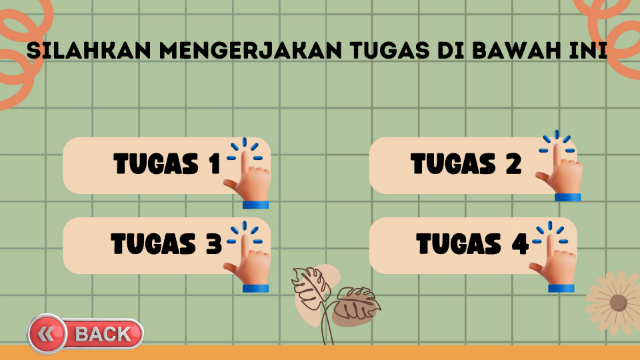 SILAHKAN MENGERJAKAN TUGAS DI BAWAH INI
TUGAS 1
TUGAS 2
TUGAS 3
TUGAS 4
BACK